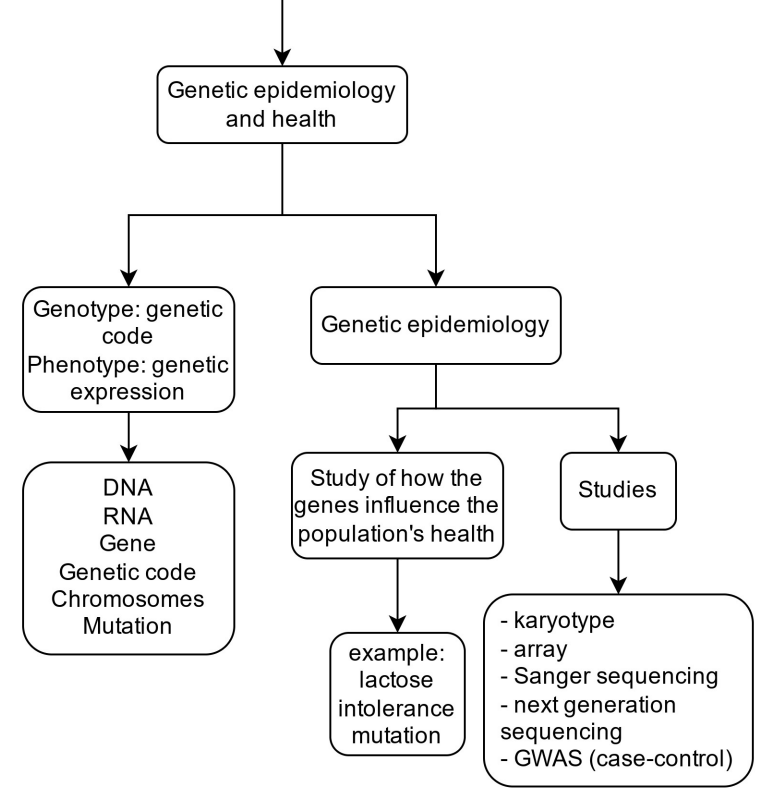 Genetic epidemiology
and health
Genotype: genetic
code
Phenotype: genetic
expression
Genetic epidemiology
DNA
RNA
Gene
Genetic code
Chromosomes
Mutation
Study of how the
genes influence the
population's health
Studies
example:
lactose
intolerance
mutation
- karyotype
- array
- Sanger sequencing
- next generation
sequencing
- GWAS (case-control)